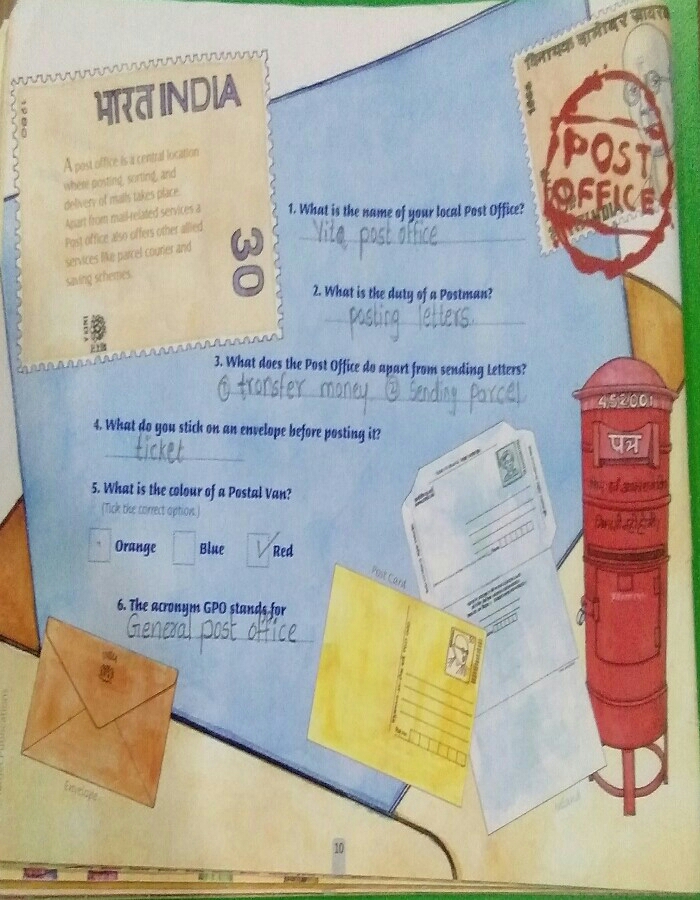 भारत INDIA
1980
A post office is a central location
where posting, sorting, and
delivery of mails takes place.
Apart from mail-related services a
Post office also offers other allied
services like parcel courier and
saving schemes.
30
INDIA
विनायक दामोदर सावरकर
POST
OFFICE
1. What is the name of your local Post Office?
Vita post office
2. What is the duty of a Postman?
posting letters.
3. What does the Post Office do apart from sending Letters?
① transfer money ② Sending parcel
4. What do you stick on an envelope before posting it?
ticket
5. What is the colour of a Postal Van?
(Tick the correct option.)
Orange Blue Red
6. The acronym GPO stands for
General post office
452001
पत्र
Post Card
Envelope
Inland
10